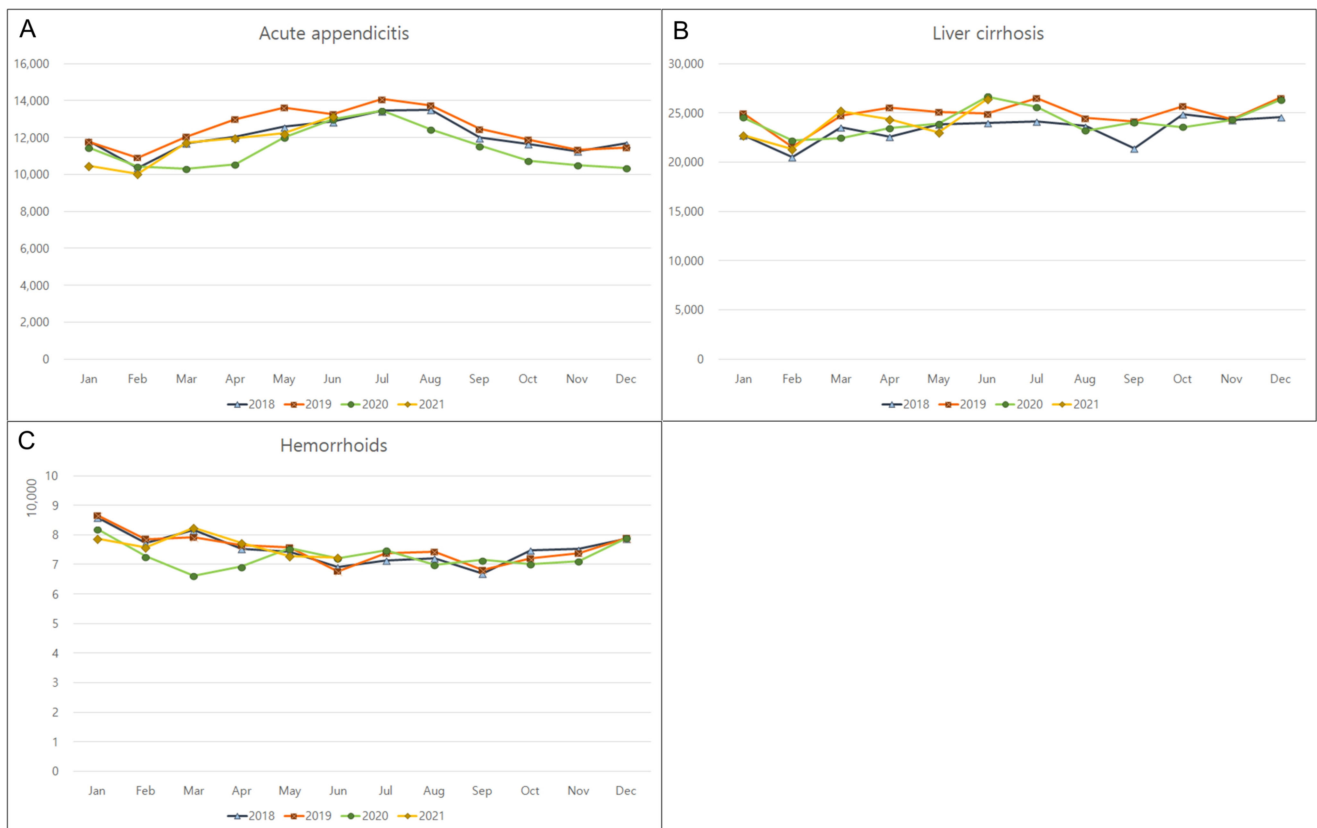 A
Acute appendicitis
16,000
14,000
12,000
10,000
8,000
6,000
4,000
2,000
0
Jan Feb Mar Apr May Jun Jul Aug Sep Oct Nov Dec
2018 2019 2020 2021
B
Liver cirrhosis
30,000
25,000
20,000
15,000
10,000
5,000
0
Jan Feb Mar Apr May Jun Jul Aug Sep Oct Nov Dec
2018 2019 2020 2021
C
Hemorrhoids
10,000
10
9
8
7
6
5
4
3
2
1
0
Jan Feb Mar Apr May Jun Jul Aug Sep Oct Nov Dec
2018 2019 2020 2021